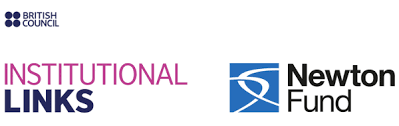 BRITISH
COUNCIL
INSTITUTIONAL
LINKS
Newton
Fund